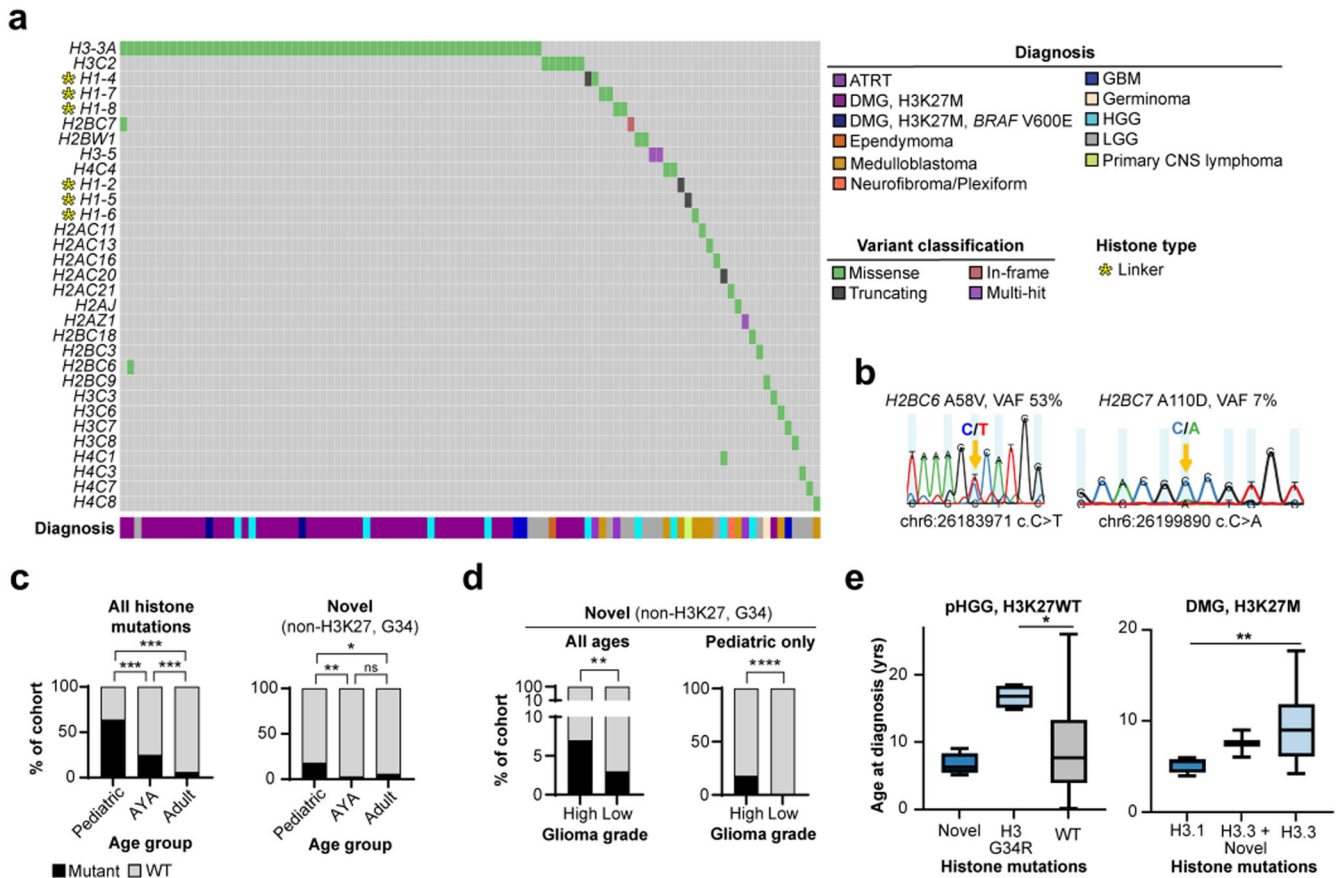 a
H3-3A
H3C2
* H1-4
* H1-7
* H1-8
H2BC7
H2BW1
H3-5
H4C4
* H1-2
* H1-5
* H1-6
H2AC11
H2AC13
H2AC16
H2AC20
H2AC21
H2AJ
H2AZ1
H2BC18
H2BC3
H2BC6
H2BC9
H3C3
H3C6
H3C7
H3C8
H4C1
H4C3
H4C7
H4C8
Diagnosis
Diagnosis
ATRT
DMG, H3K27M
DMG, H3K27M, BRAF V600E
Ependymoma
Medulloblastoma
Neurofibroma/Plexiform
GBM
Germinoma
HGG
LGG
Primary CNS lymphoma
Variant classification
Missense
Truncating
In-frame
Multi-hit
Histone type
* Linker
b
H2BC6 A58V, VAF 53%
C/T
chr6:26183971 c.C>T
H2BC7 A110D, VAF 7%
C/A
chr6:26199890 c.C>A
c
All histone
mutations
***
*** ***
% of cohort
100
50
0
Pediatric
AYA
Adult
Age group
Novel
(non-H3K27, G34)
*
** ns
100
50
0
Pediatric
AYA
Adult
Age group
Mutant WT
d
Novel (non-H3K27, G34)
All ages
**
% of cohort
100
10
10
5
0
High Low
Glioma grade
Pediatric only
****
100
50
0
High Low
Glioma grade
e
pHGG, H3K27WT
*
Age at diagnosis (yrs)
20
10
0
Novel
H3
G34R
WT
Histone mutations
DMG, H3K27M
**
20
10
0
H3.1
H3.3 +
Novel
H3.3
Histone mutations